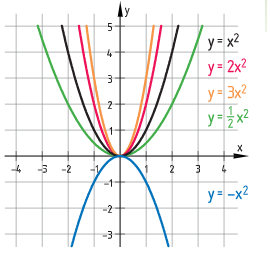 y
5
4
3
2
1
y = x²
y = 2x²
y = 3x²
y = ½x²
x
−4 −3 −2 −1 0 1 2 3 4
−1
−2
−3
y = −x²